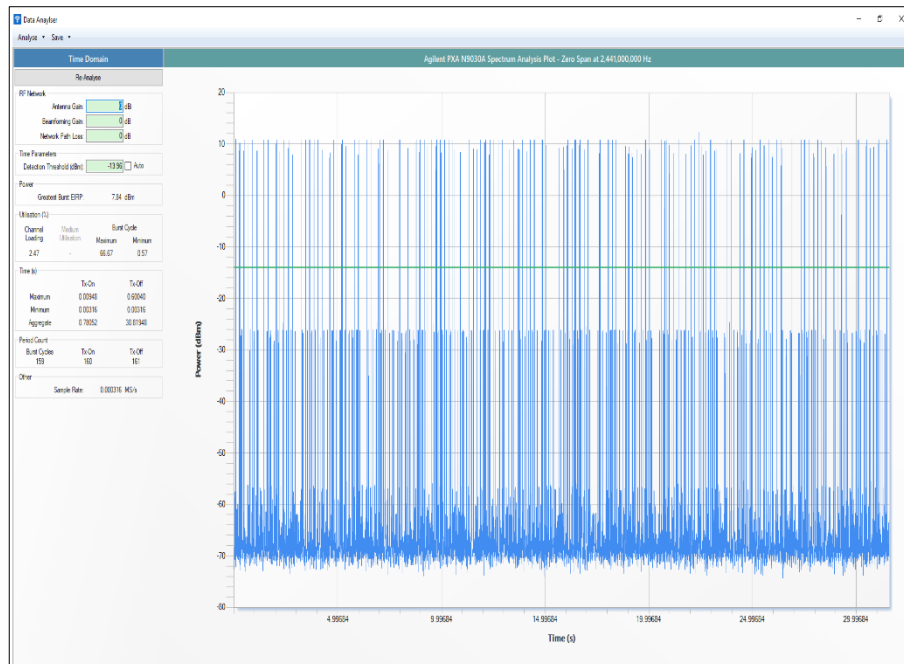 Data Anaylser
Analyse Save
Time Domain
Agilent PXA N9030A Spectrum Analysis Plot - Zero Span at 2,441,000,000 Hz
Re-Analyse
RF Network
Antenna Gain: 2 dB
Beamforming Gain: 0 dB
Network Path Loss: 0 dB
Time Parameters
Detection Threshold (dBm): -13.96 Auto
Power
Greatest Burst EIRP: 7.84 dBm
Utilisation (%)
Channel Loading Medium Utilisation Burst Cycle
Maximum Minimum
2.47 - 66.67 0.57
Time (s)
Tx-On Tx-Off
Maximum 0.00948 0.60040
Minimum 0.00316 0.00316
Aggregate 0.78052 30.81948
Period Count
Burst Cycles Tx-On Tx-Off
159 160 161
Other
Sample Rate: 0.000316 MS/s
20
10
0
-10
-20
-30
-40
-50
-60
-70
-80
Power (dBm)
4.99684 9.99684 14.99684 19.99684 24.99684 29.99684
Time (s)